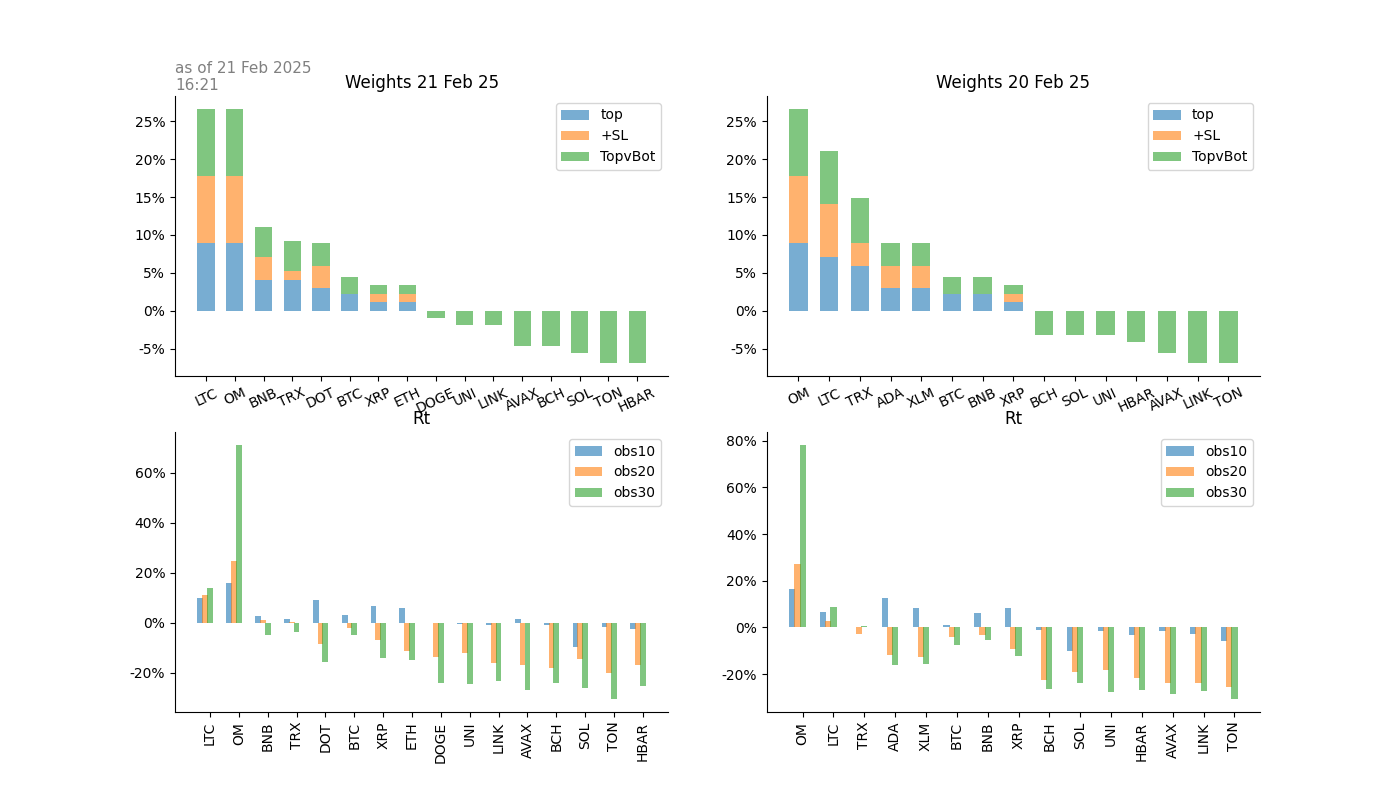 as of 21 Feb 2025
16:21
Weights 21 Feb 25
25%
20%
15%
10%
5%
0%
-5%
top
+SL
TopvBot
LTC OM BNB TRX DOT BTC XRP ETH DOGE UNI LINK AVAX BCH SOL TON HBAR
Weights 20 Feb 25
25%
20%
15%
10%
5%
0%
-5%
top
+SL
TopvBot
OM LTC TRX ADA XLM BTC BNB XRP BCH SOL UNI HBAR AVAX LINK TON
Rt
60%
40%
20%
0%
-20%
obs10
obs20
obs30
LTC OM BNB TRX DOT BTC XRP ETH DOGE UNI LINK AVAX BCH SOL TON HBAR
Rt
80%
60%
40%
20%
0%
-20%
obs10
obs20
obs30
OM LTC TRX ADA XLM BTC BNB XRP BCH SOL UNI HBAR AVAX LINK TON